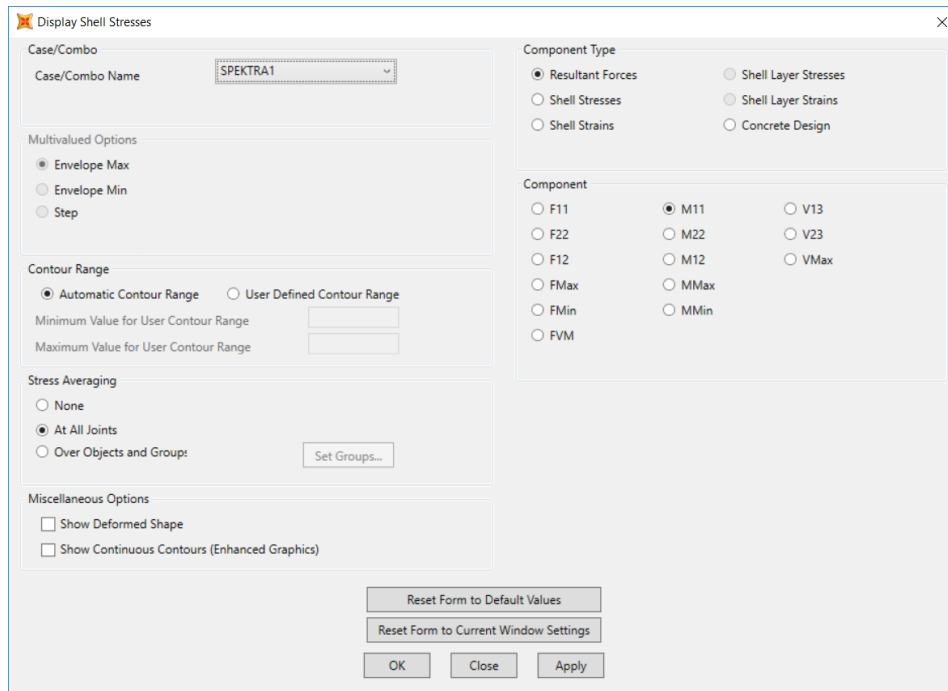 Display Shell Stresses
Case/Combo
Case/Combo Name
SPEKTRA1
Multivalued Options
Envelope Max
Envelope Min
Step
Contour Range
Automatic Contour Range
User Defined Contour Range
Minimum Value for User Contour Range
Maximum Value for User Contour Range
Stress Averaging
None
At All Joints
Over Objects and Groups
Set Groups...
Miscellaneous Options
Show Deformed Shape
Show Continuous Contours (Enhanced Graphics)
Component Type
Resultant Forces
Shell Layer Stresses
Shell Stresses
Shell Layer Strains
Shell Strains
Concrete Design
Component
F11
M11
V13
F22
M22
V23
F12
M12
VMax
FMax
MMax
FMin
MMin
FVM
Reset Form to Default Values
Reset Form to Current Window Settings
OK
Close
Apply